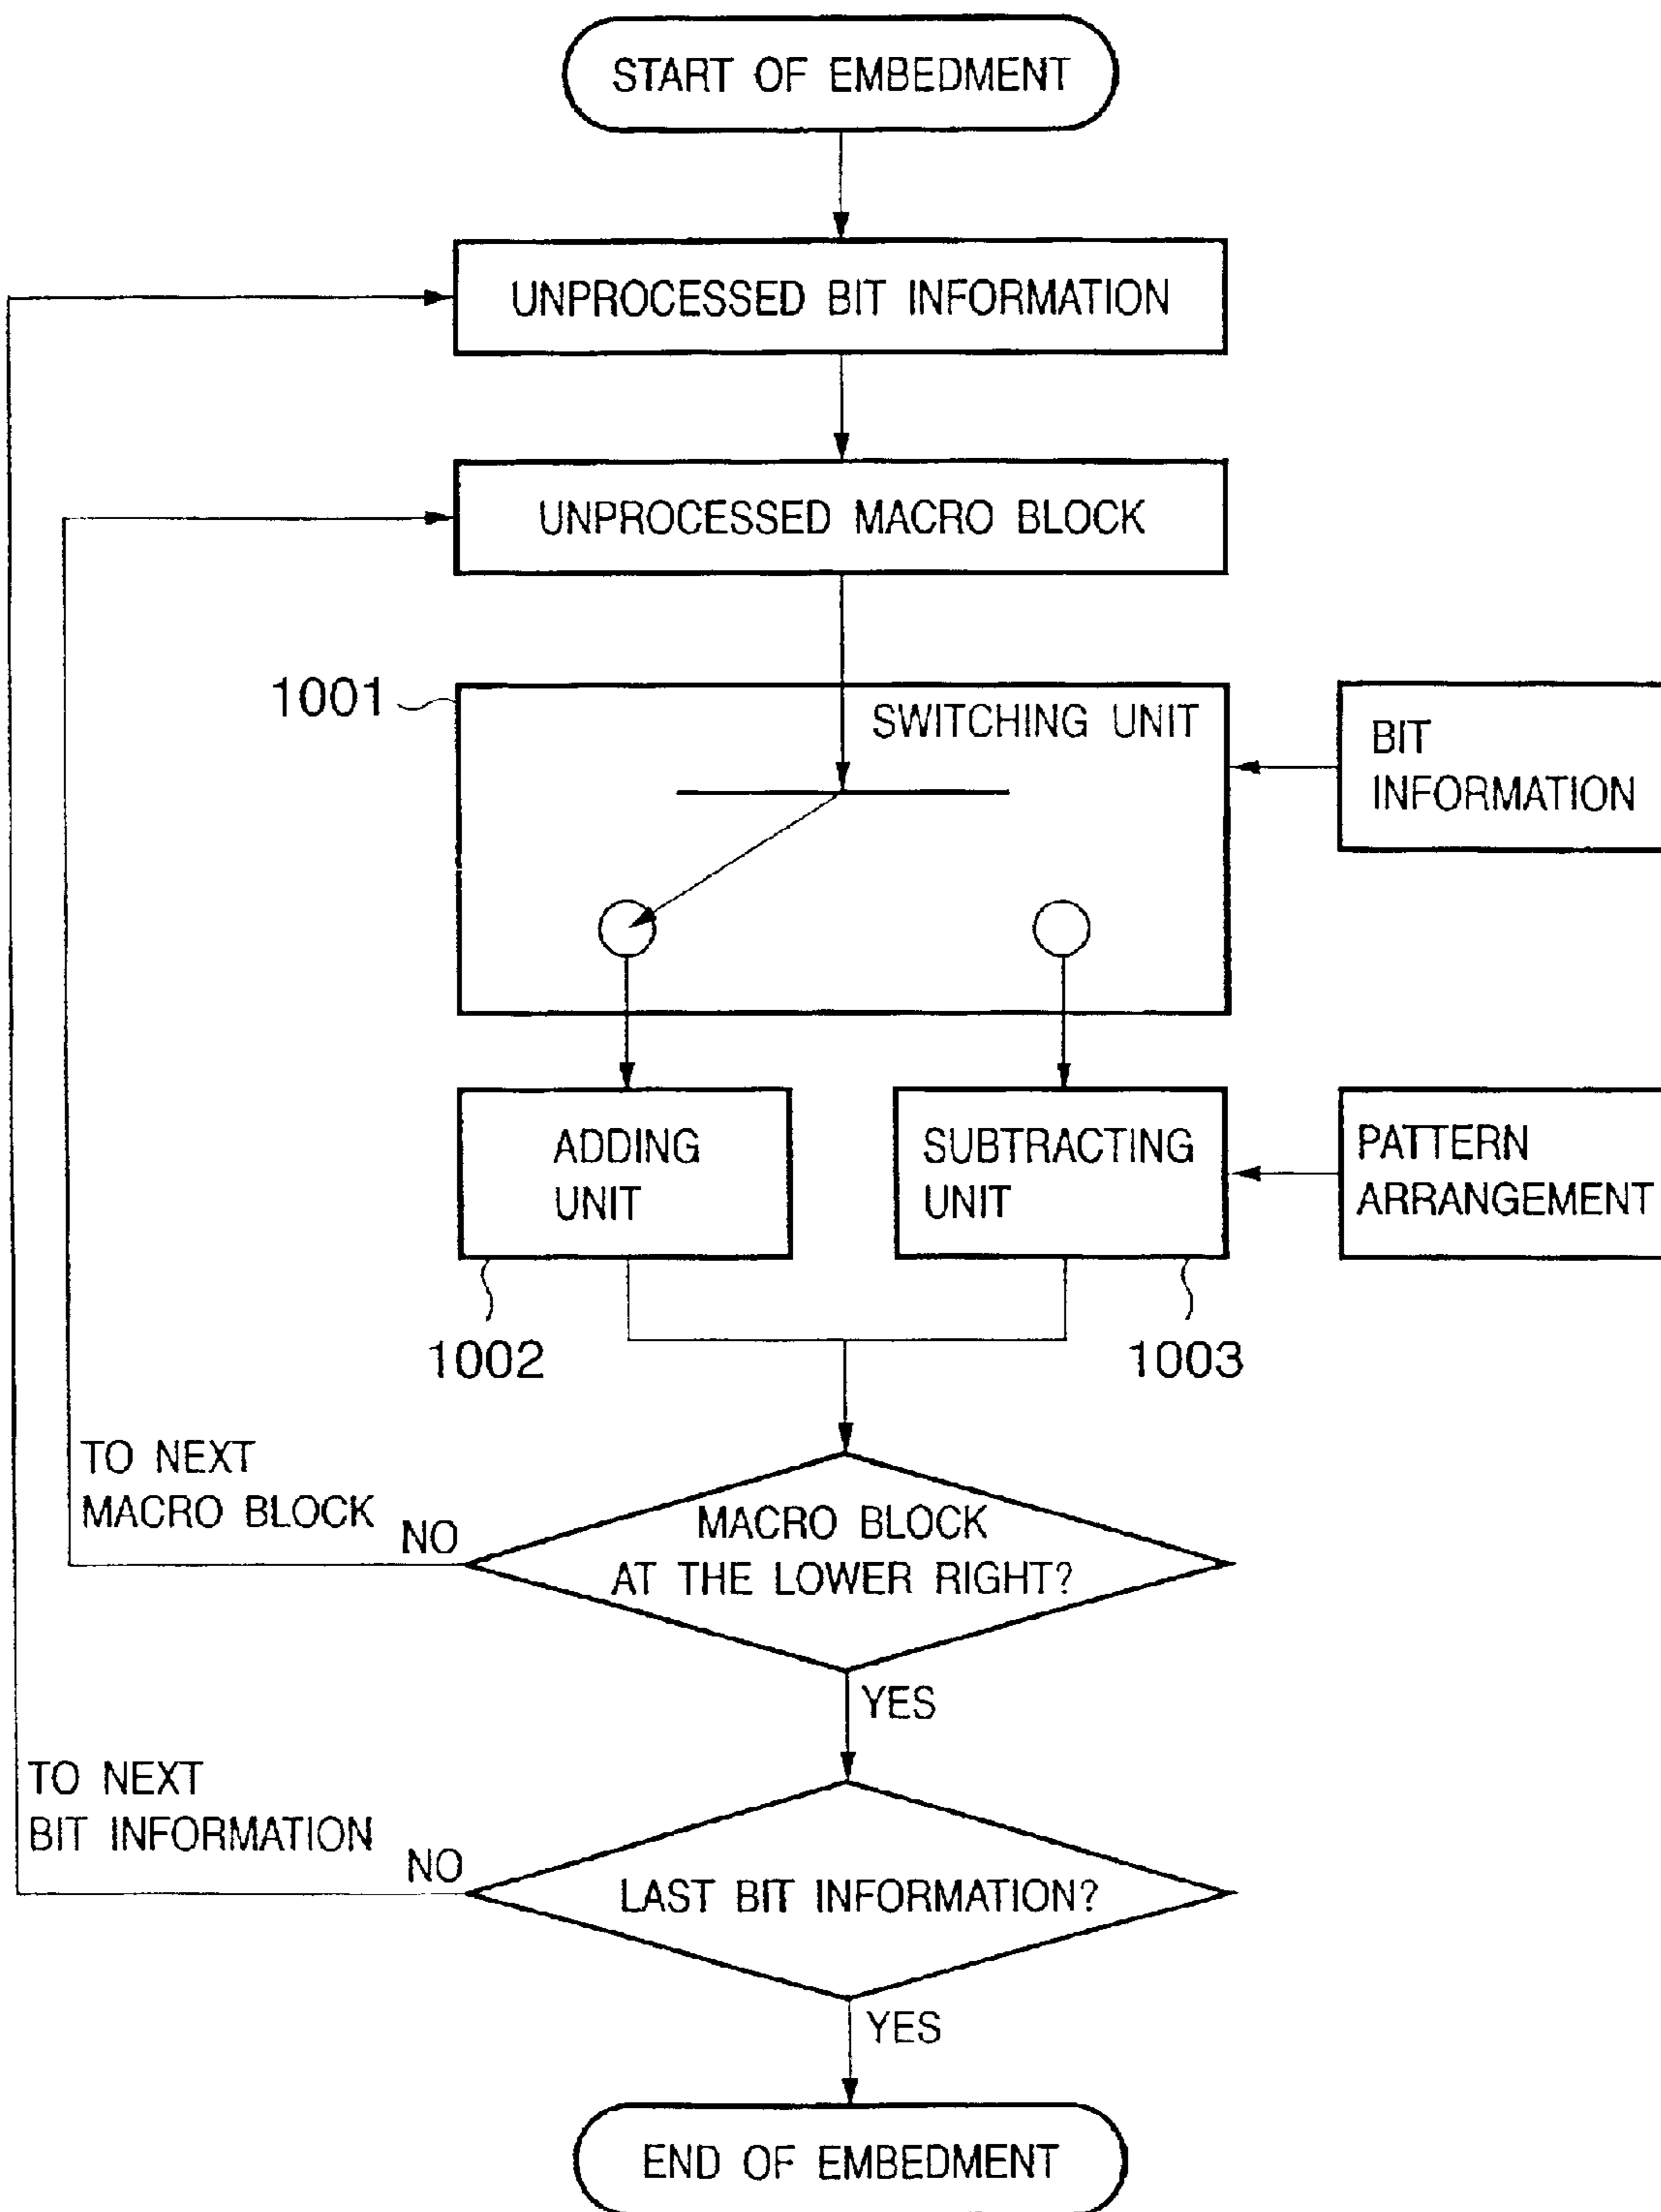 START OF EMBEDMENT
UNPROCESSED BIT INFORMATION
UNPROCESSED MACRO BLOCK
1001
SWITCHING UNIT
BIT
INFORMATION
ADDING
UNIT
SUBTRACTING
UNIT
PATTERN
ARRANGEMENT
1002
1003
TO NEXT
MACRO BLOCK
NO
MACRO BLOCK
AT THE LOWER RIGHT?
YES
TO NEXT
BIT INFORMATION
NO
LAST BIT INFORMATION?
YES
END OF EMBEDMENT